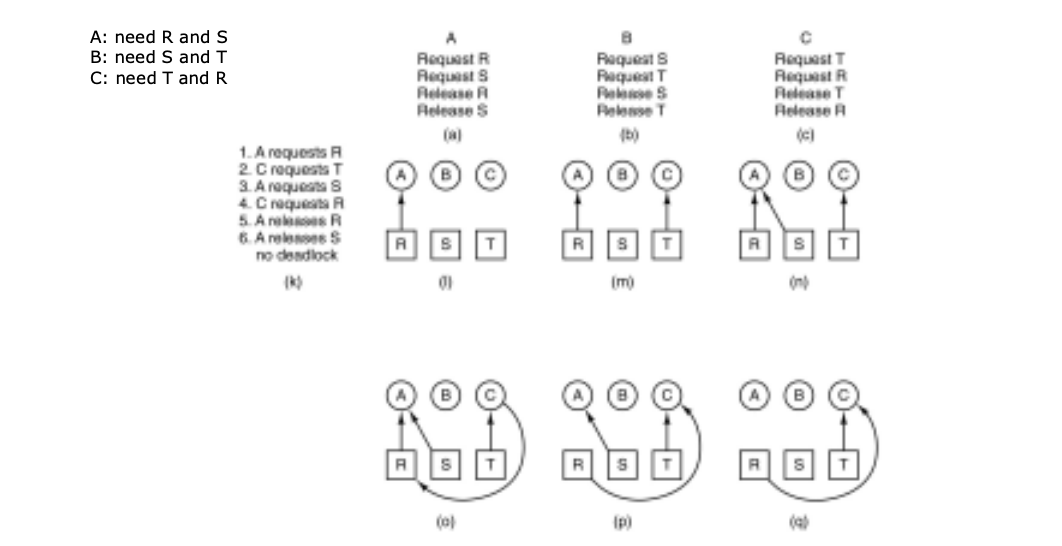 A: need R and S
B: need S and T
C: need T and R
A
Request R
Request S
Release R
Release S
(a)
B
Request S
Request T
Release S
Release T
(b)
C
Request T
Request R
Release T
Release R
(c)
1. A requests R
2. C requests T
3. A requests S
4. C requests R
5. A releases R
6. A releases S
no deadlock
(k)
A B C
R S T
(l)
A B C
R S T
(m)
A B C
R S T
(n)
A B C
R S T
(o)
A B C
R S T
(p)
A B C
R S T
(q)